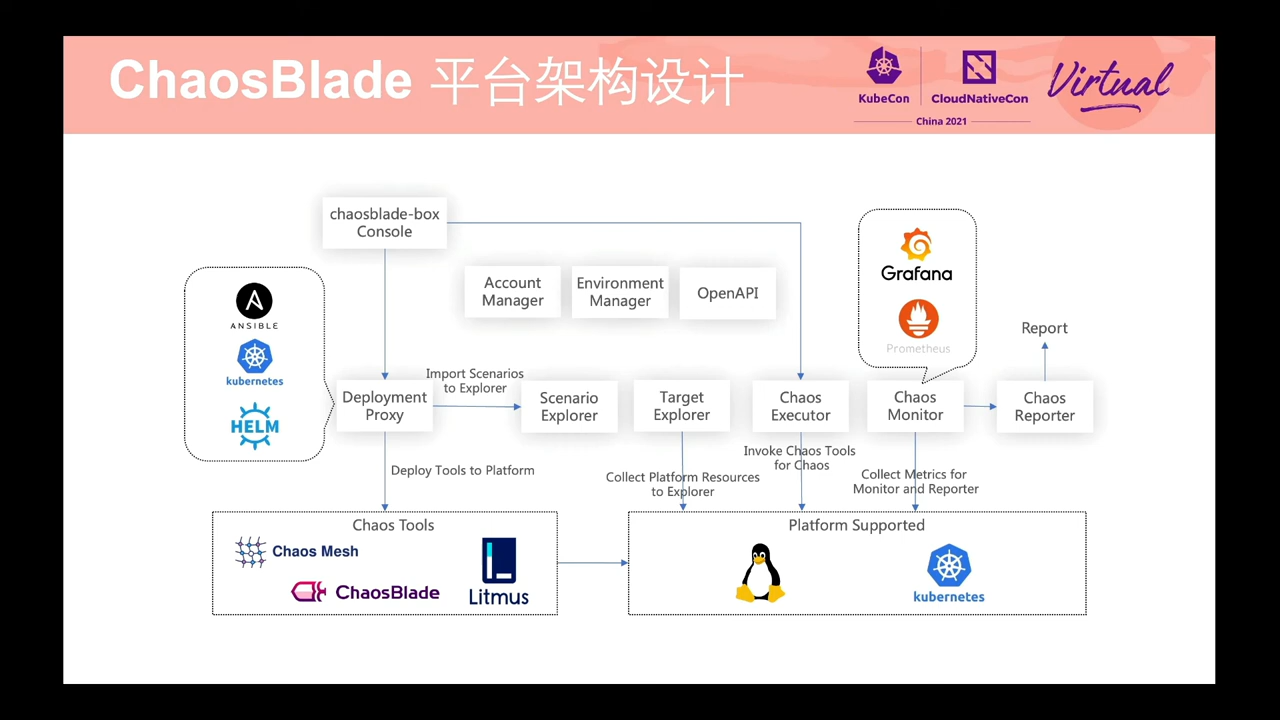 ChaosBlade 平台架构设计
KubeCon
CloudNativeCon
China 2021
Virtual
chaosblade-box
Console
Account
Manager
Environment
Manager
OpenAPI
Grafana
Prometheus
ANSIBLE
kubernetes
HELM
Report
Deployment
Proxy
Import Scenarios
to Explorer
Scenario
Explorer
Target
Explorer
Chaos
Executor
Chaos
Monitor
Chaos
Reporter
Deploy Tools to Platform
Collect Platform Resources
to Explorer
Invoke Chaos Tools
for Chaos
Collect Metrics for
Monitor and Reporter
Chaos Tools
Chaos Mesh
ChaosBlade
Litmus
Platform Supported
kubernetes